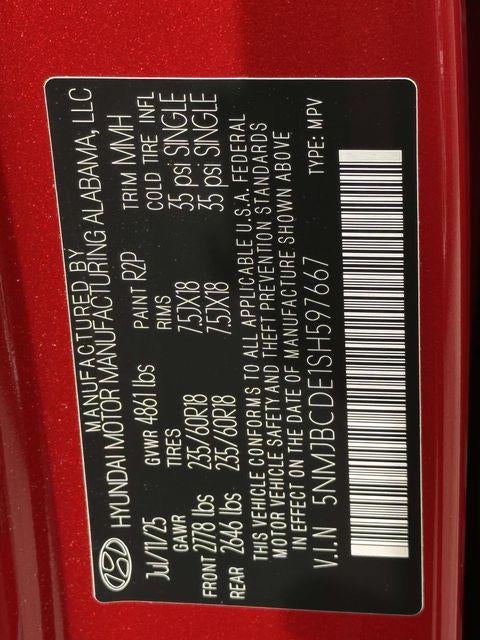 MANUFACTURED BY
HYUNDAI MOTOR MANUFACTURING ALABAMA, LLC
Jul/11/25 GVWR 4861 lbs PAINT R2P TRIM MMH
GAWR TIRES RIMS COLD TIRE INFL
FRONT 2778 lbs 235/60R18 7.5JX18 35 psi SINGLE
REAR 2646 lbs 235/60R18 7.5JX18 35 psi SINGLE
THIS VEHICLE CONFORMS TO ALL APPLICABLE U.S.A. FEDERAL
MOTOR VEHICLE SAFETY AND THEFT PREVENTION STANDARDS
IN EFFECT ON THE DATE OF MANUFACTURE SHOWN ABOVE
V.I.N 5NMJBCDE1SH597667 TYPE: MPV